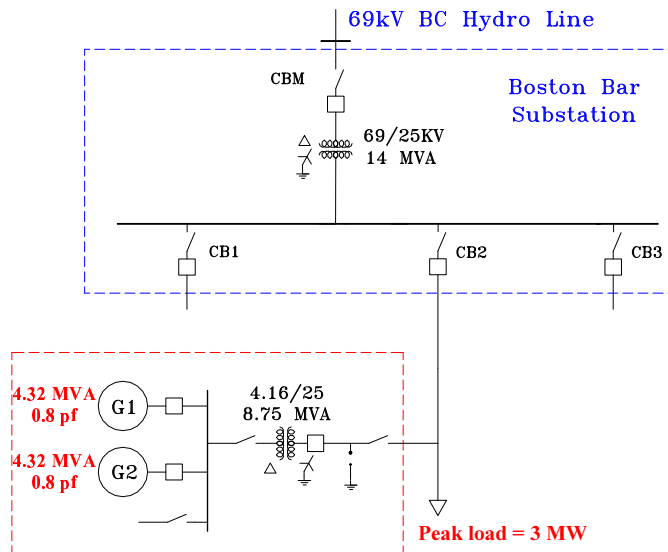 69kV BC Hydro Line
CBM
Boston Bar
Substation
69/25KV
14 MVA
CB1
CB2
CB3
4.32 MVA
0.8 pf
G1
4.16/25
8.75 MVA
4.32 MVA
0.8 pf
G2
Peak load = 3 MW